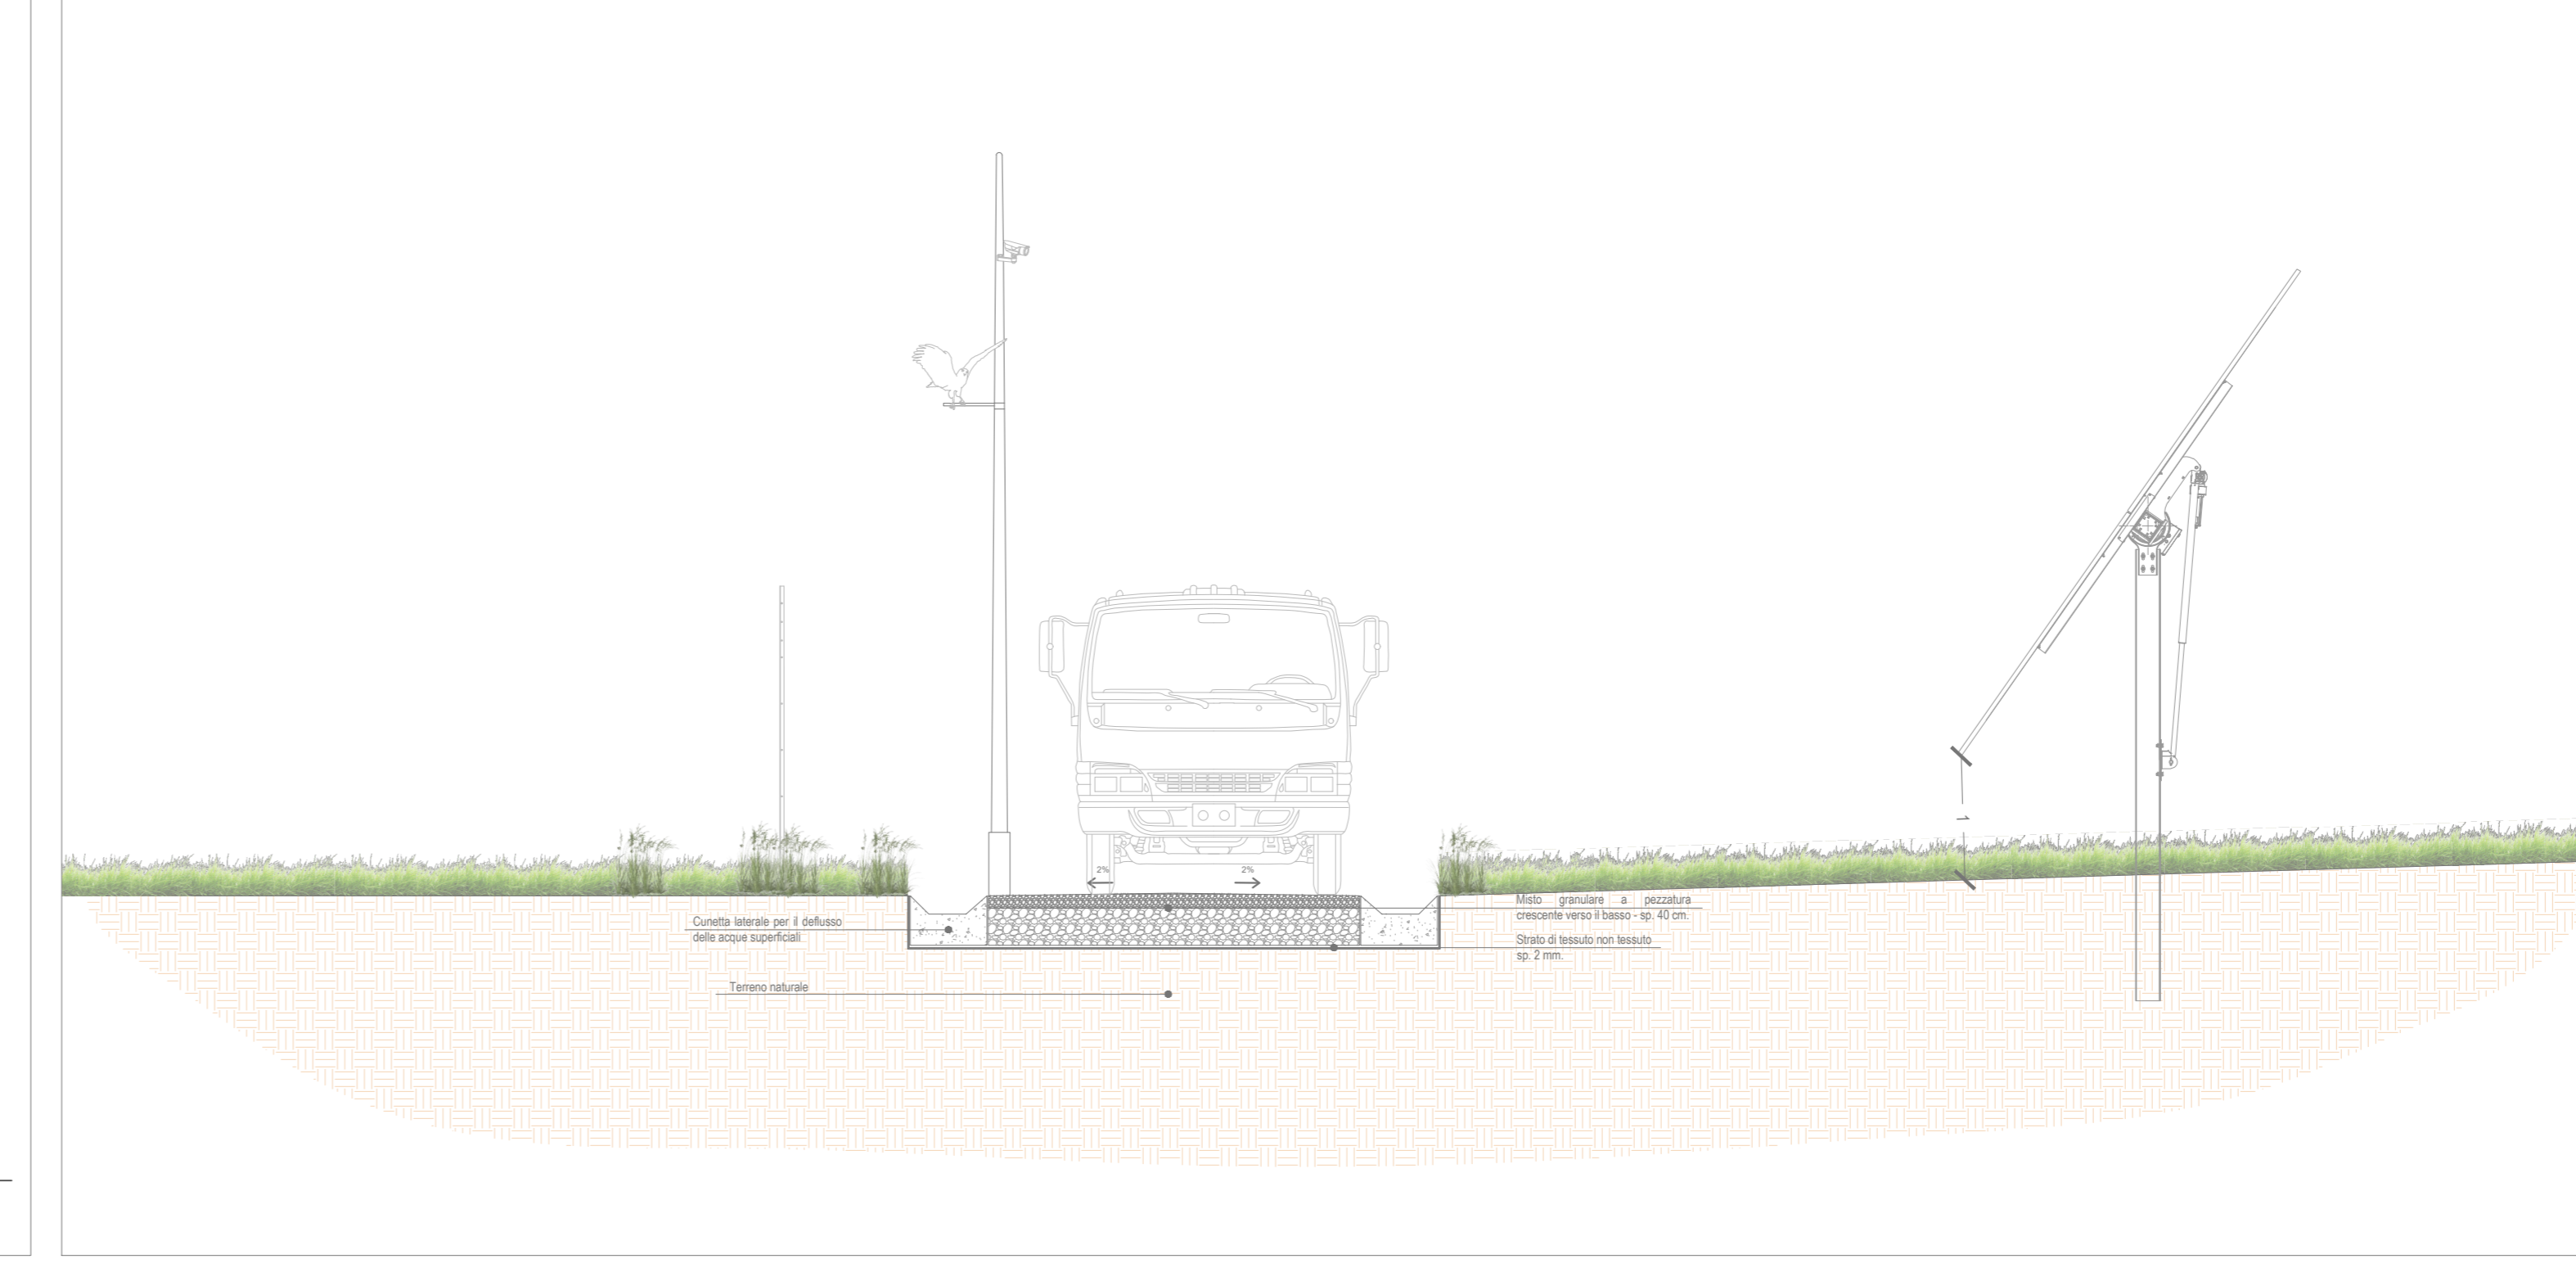 2%
2%
Cunetta laterale per il deflusso
delle acque superficiali
Terreno naturale
Misto granulare a pezzatura
crescente verso il basso - sp. 40 cm.
Strato di tessuto non tessuto
sp. 2 mm.
1